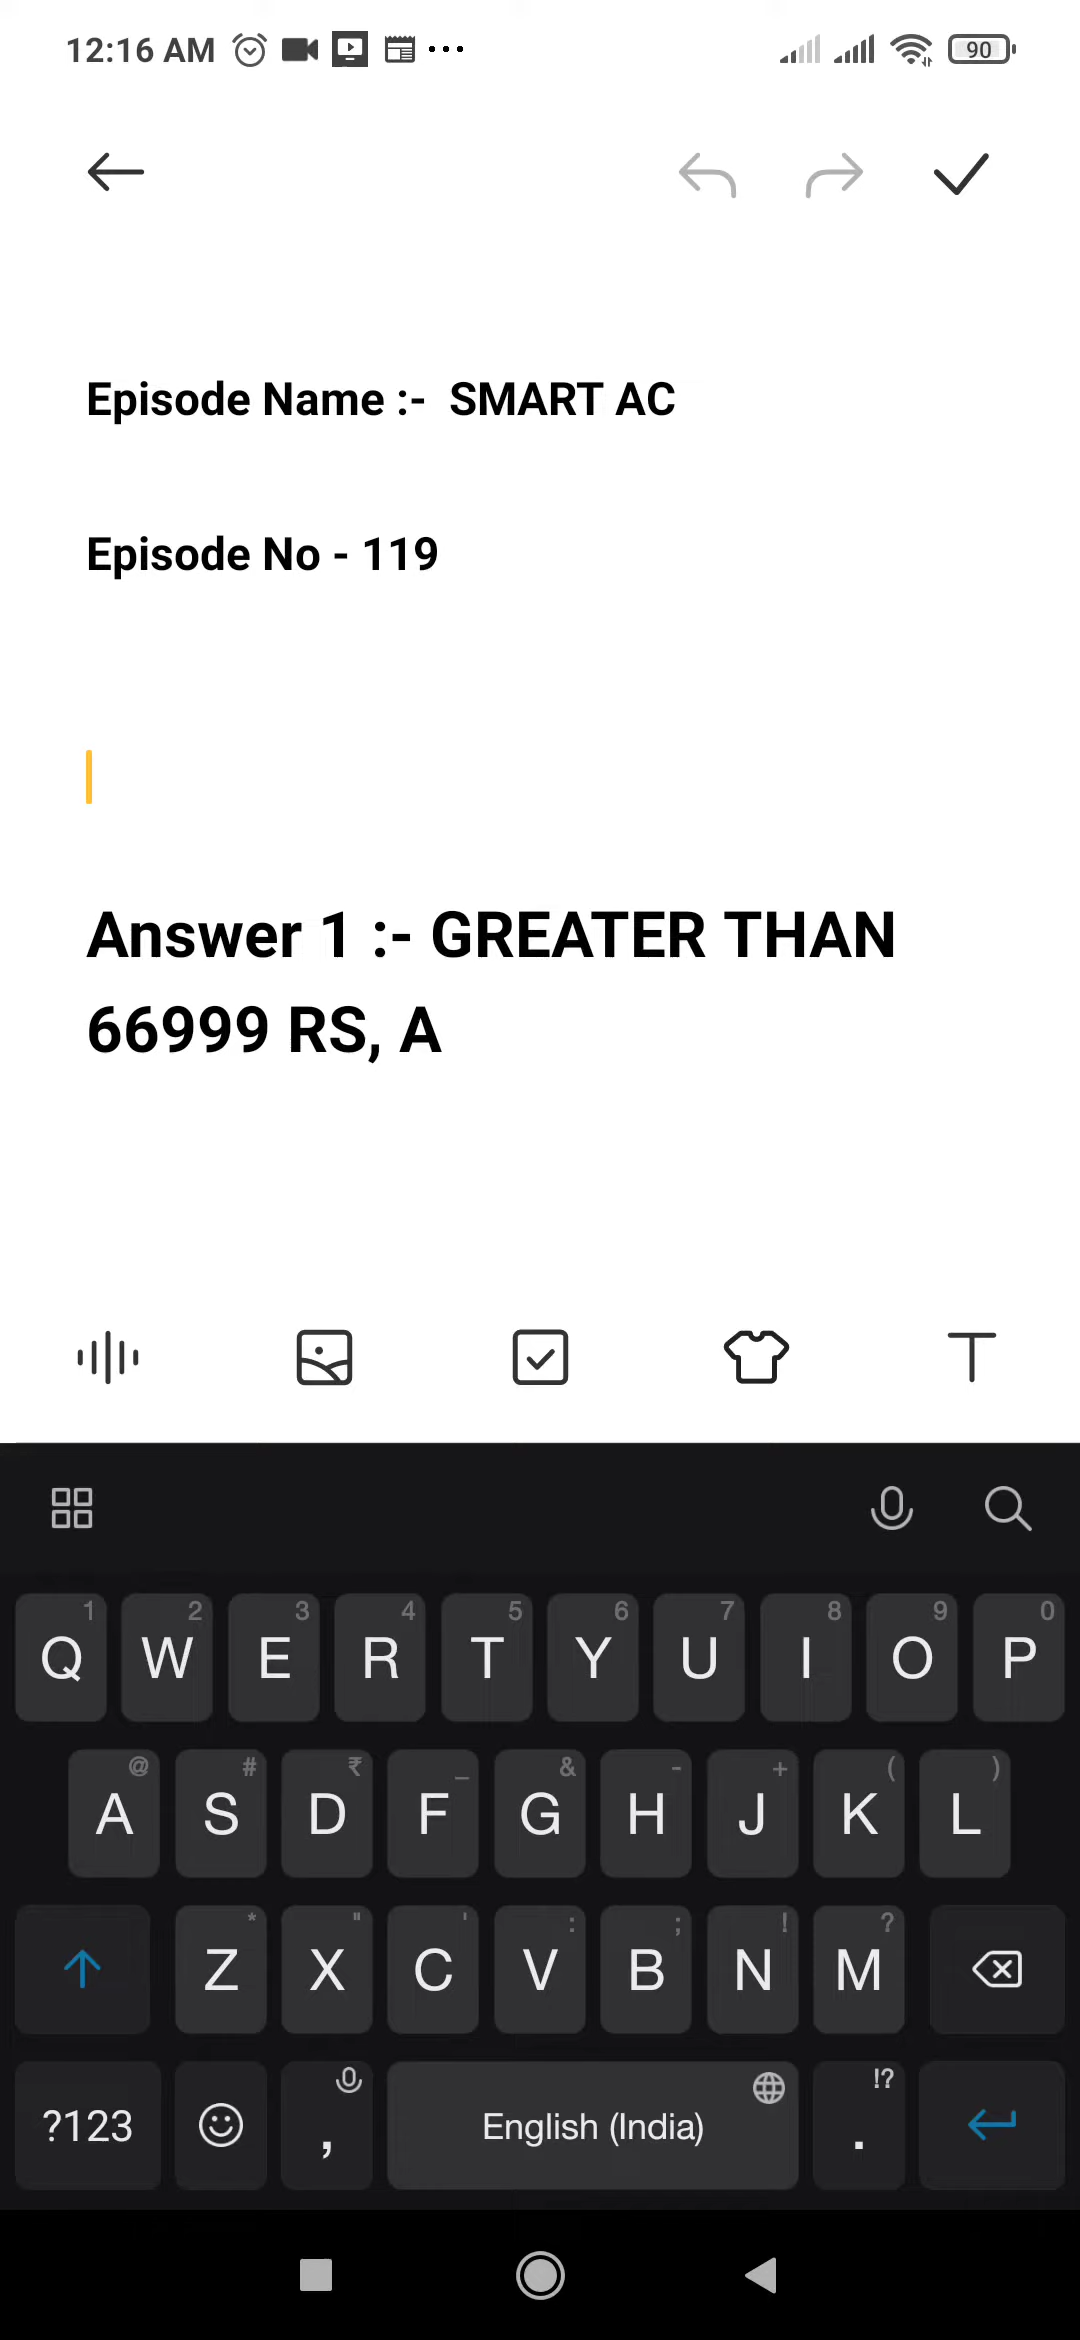 12:16 AM 90
Episode Name :- SMART AC
Episode No - 119
Answer 1 :- GREATER THAN
66999 RS, A
T
1 2 3 4 5 6 7 8 9 0
Q W E R T Y U I O P
@ # ₹ _ & - + ( )
A S D F G H J K L
* " ' : ; ! ?
Z X C V B N M
!?
?123 , English (India) .